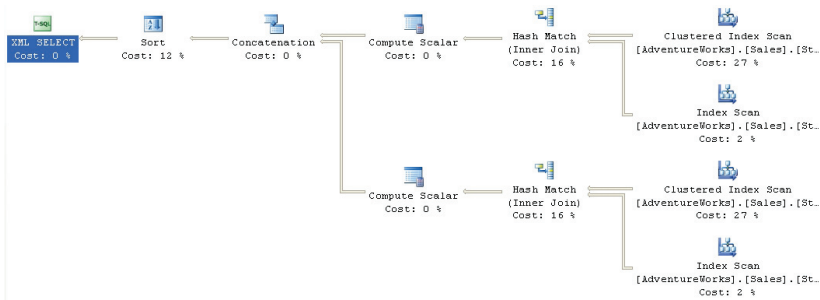 T-SQL
XML SELECT
Cost: 0 %
Sort
Cost: 12 %
Concatenation
Cost: 0 %
Compute Scalar
Cost: 0 %
Hash Match
(Inner Join)
Cost: 16 %
Clustered Index Scan
[AdventureWorks].[Sales].[St…
Cost: 27 %
Index Scan
[AdventureWorks].[Sales].[St…
Cost: 2 %
Compute Scalar
Cost: 0 %
Hash Match
(Inner Join)
Cost: 16 %
Clustered Index Scan
[AdventureWorks].[Sales].[St…
Cost: 27 %
Index Scan
[AdventureWorks].[Sales].[St…
Cost: 2 %